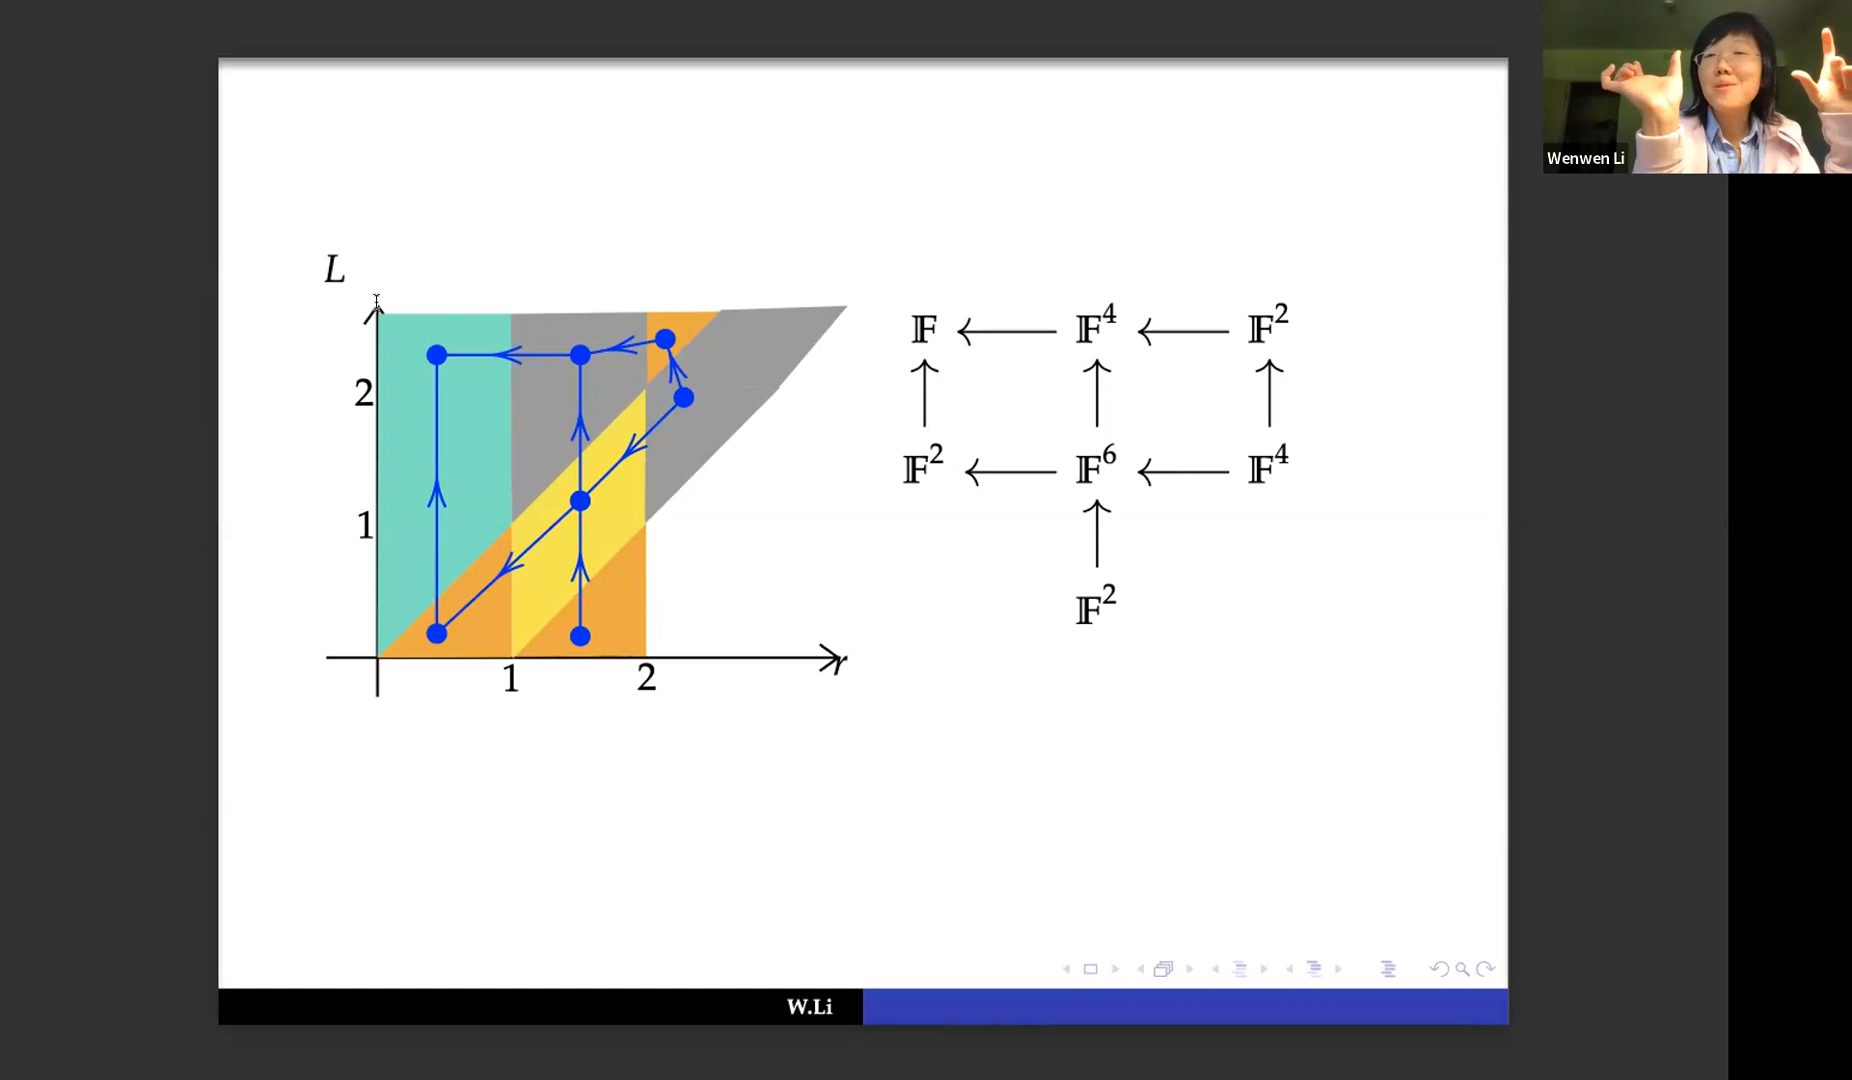 Wenwen Li
L
2
1
1
2
r
𝔽 ← 𝔽⁴ ← 𝔽²
↑ ↑ ↑
𝔽² ← 𝔽⁶ ← 𝔽⁴
↑
𝔽²
W.Li